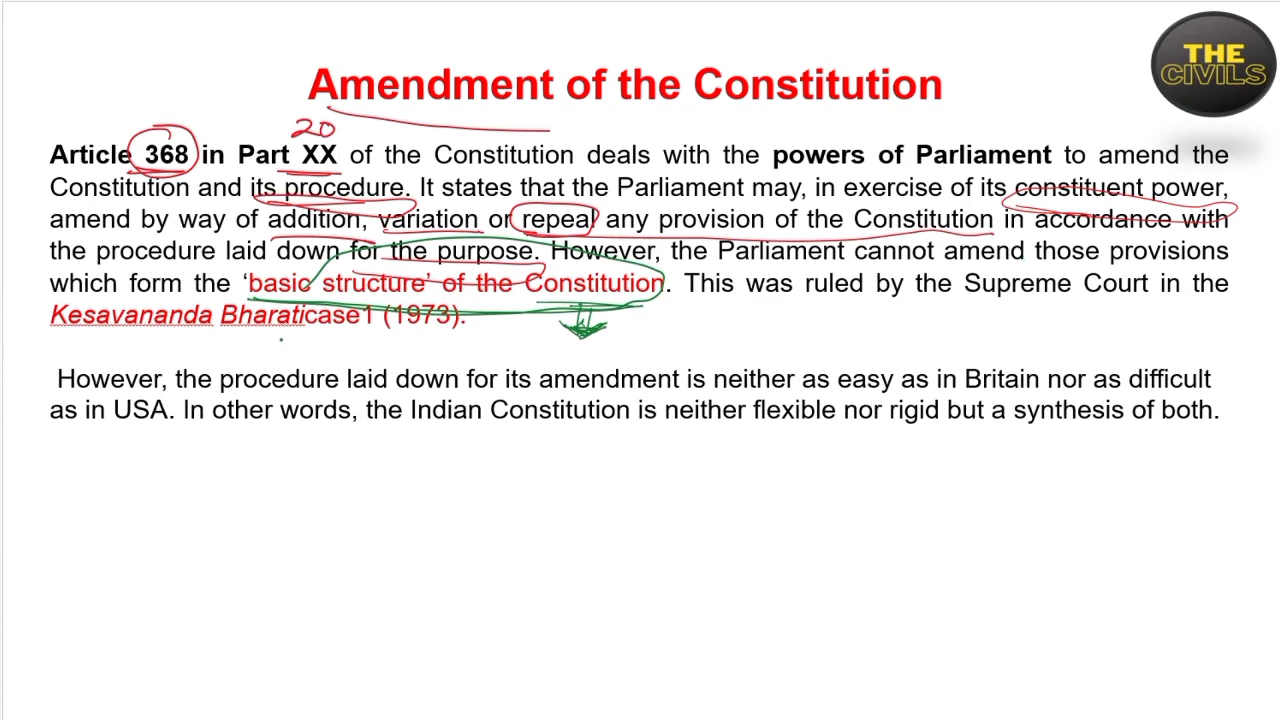 THE
CIVILS
Amendment of the Constitution
20
Article 368 in Part XX of the Constitution deals with the powers of Parliament to amend the
Constitution and its procedure. It states that the Parliament may, in exercise of its constituent power,
amend by way of addition, variation or repeal any provision of the Constitution in accordance with
the procedure laid down for the purpose. However, the Parliament cannot amend those provisions
which form the ‘basic structure’ of the Constitution. This was ruled by the Supreme Court in the
Kesavananda Bharaticase1 (1973).
However, the procedure laid down for its amendment is neither as easy as in Britain nor as difficult
as in USA. In other words, the Indian Constitution is neither flexible nor rigid but a synthesis of both.